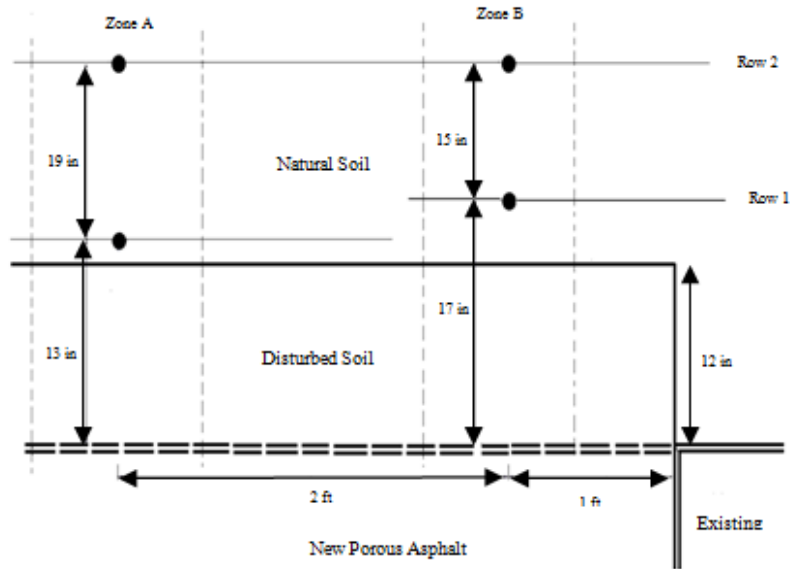 Zone A
Zone B
Row 2
15 in
19 in
Natural Soil
Row 1
17 in
13 in
Disturbed Soil
12 in
2 ft
1 ft
Existing
New Porous Asphalt